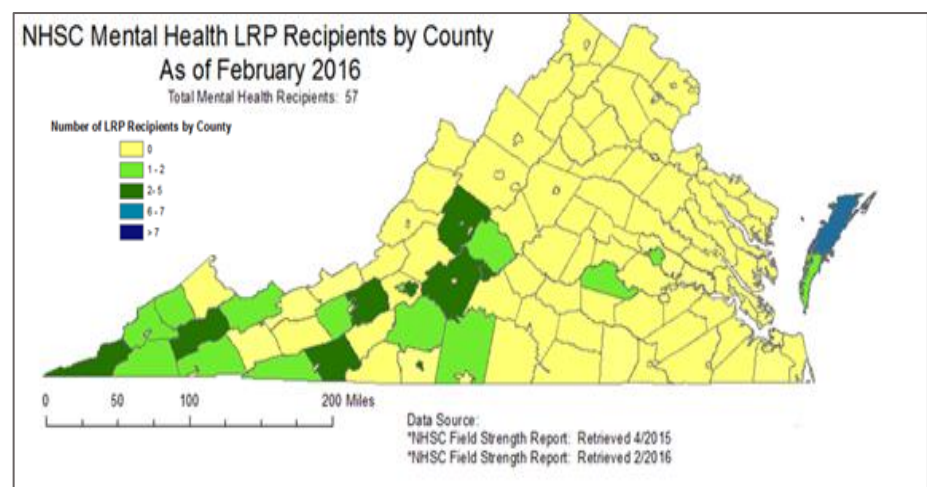 NHSC Mental Health LRP Recipients by County
As of February 2016
Total Mental Health Recipients: 57
Number of LRP Recipients by County
0
1 - 2
2- 5
6 - 7
> 7
0 50 100 200 Miles
Data Source:
*NHSC Field Strength Report: Retrieved 4/2015
*NHSC Field Strength Report: Retrieved 2/2016